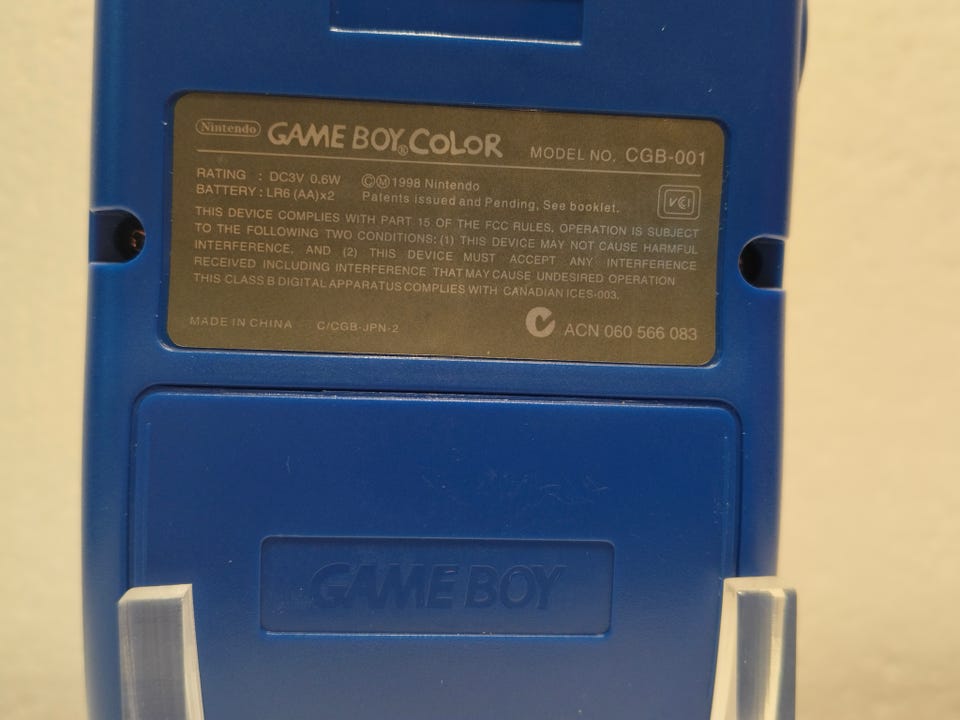 Nintendo GAME BOY® COLOR MODEL NO. CGB-001
RATING : DC3V 0.6W ©Ⓜ1998 Nintendo
BATTERY : LR6 (AA)x2 Patents issued and Pending, See booklet.
VCI
THIS DEVICE COMPLIES WITH PART 15 OF THE FCC RULES, OPERATION IS SUBJECT
TO THE FOLLOWING TWO CONDITIONS: (1) THIS DEVICE MAY NOT CAUSE HARMFUL
INTERFERENCE, AND (2) THIS DEVICE MUST ACCEPT ANY INTERFERENCE
RECEIVED INCLUDING INTERFERENCE THAT MAY CAUSE UNDESIRED OPERATION
THIS CLASS B DIGITAL APPARATUS COMPLIES WITH CANADIAN ICES-003.
MADE IN CHINA C/CGB-JPN-2 ACN 060 566 083
GAME BOY